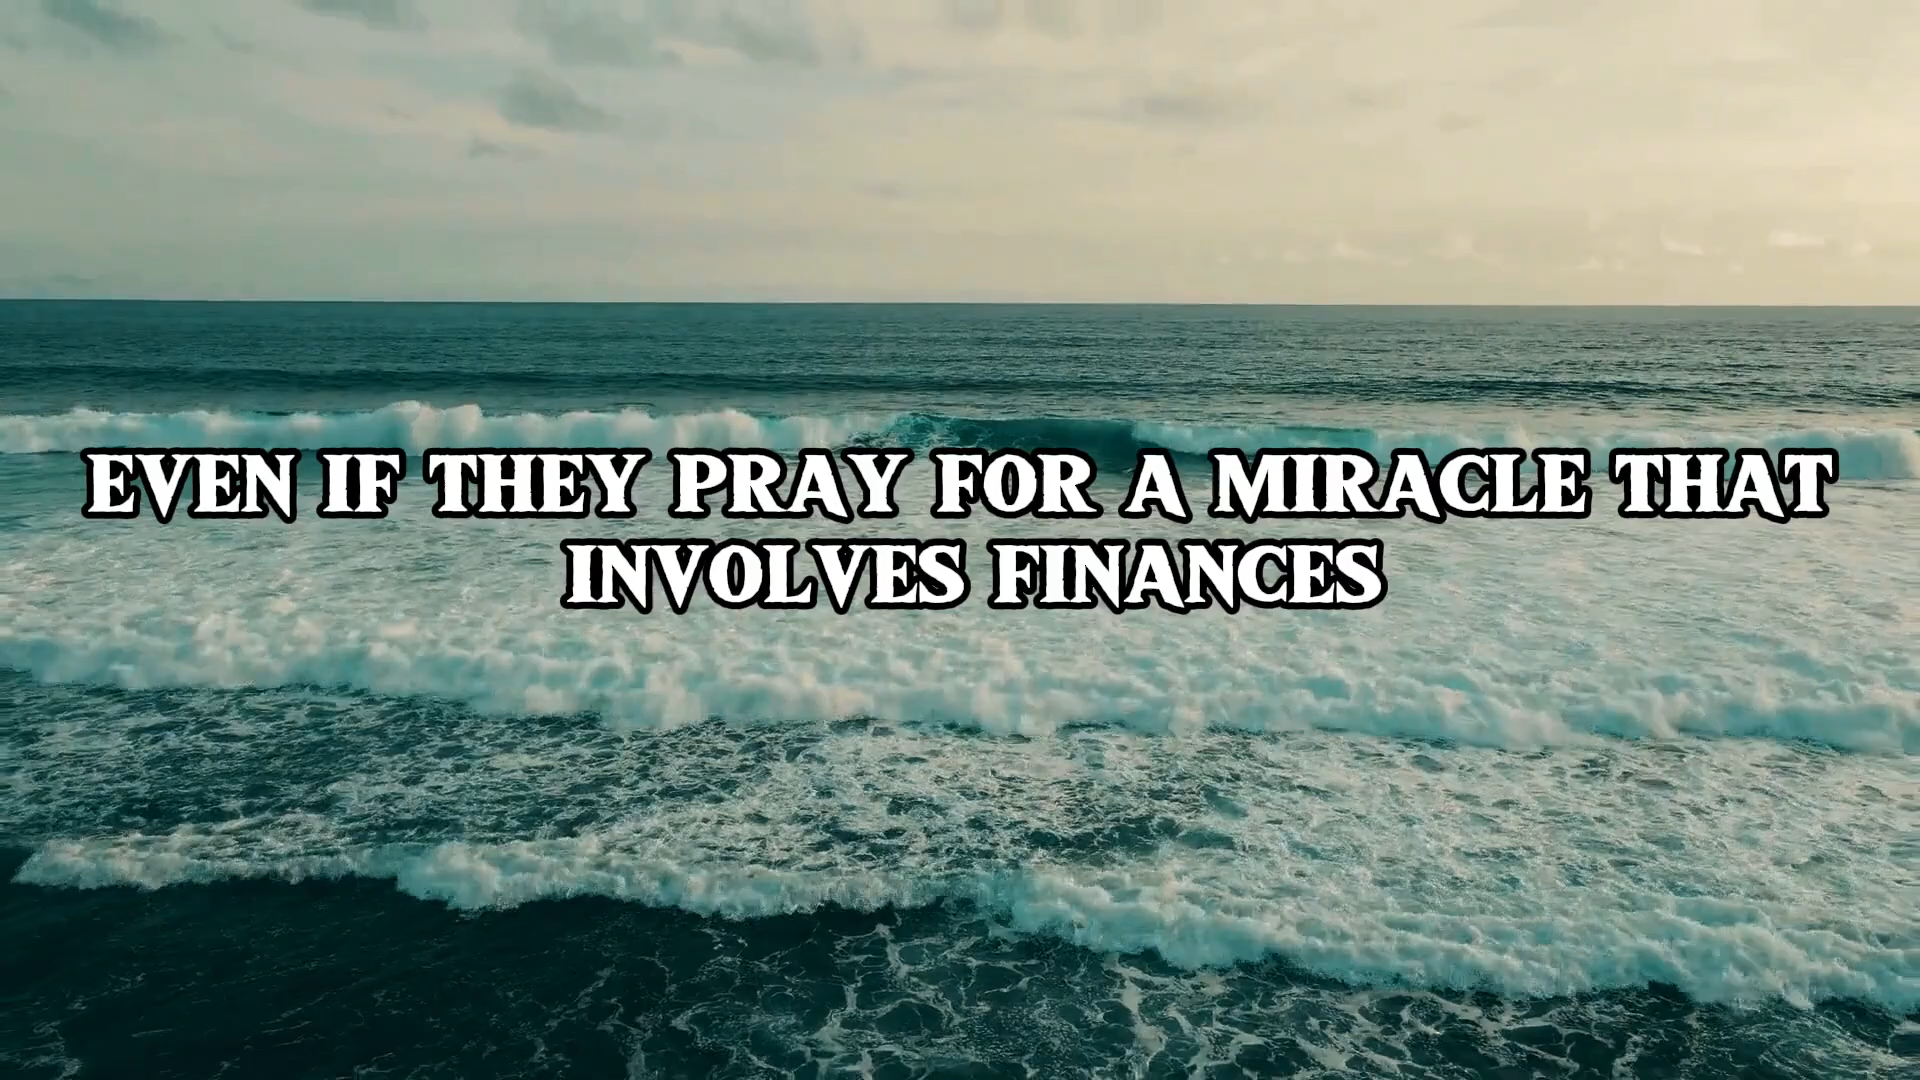 EVEN IF THEY PRAY FOR A MIRACLE THAT
INVOLVES FINANCES